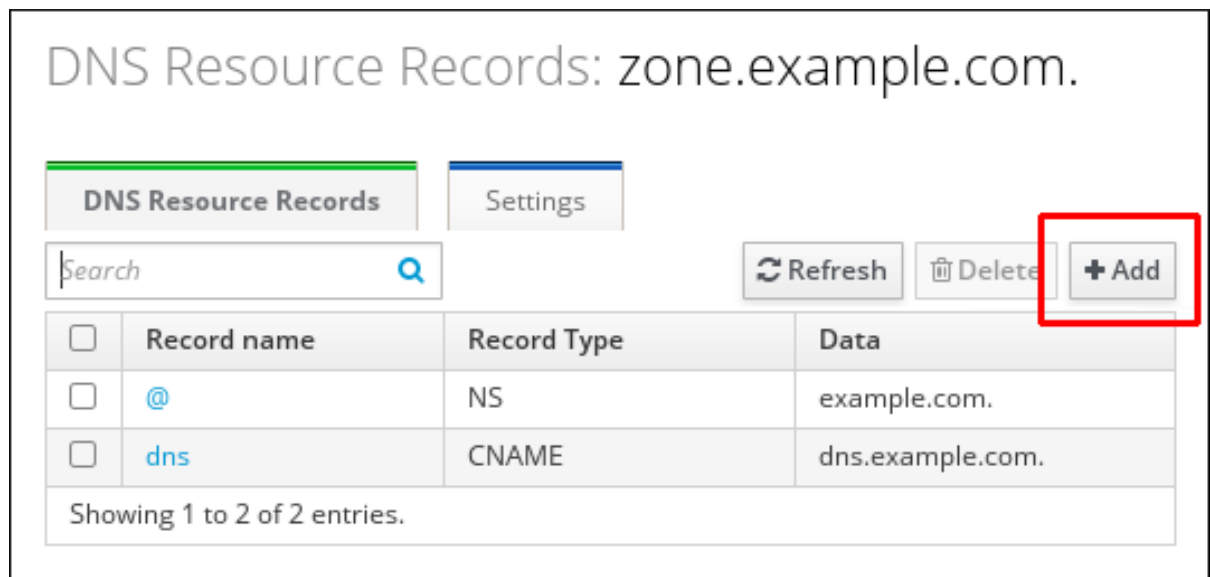 DNS Resource Records: zone.example.com.
DNS Resource Records Settings
Search Refresh Delete Add
Record name Record Type Data
@ NS example.com.
dns CNAME dns.example.com.
Showing 1 to 2 of 2 entries.